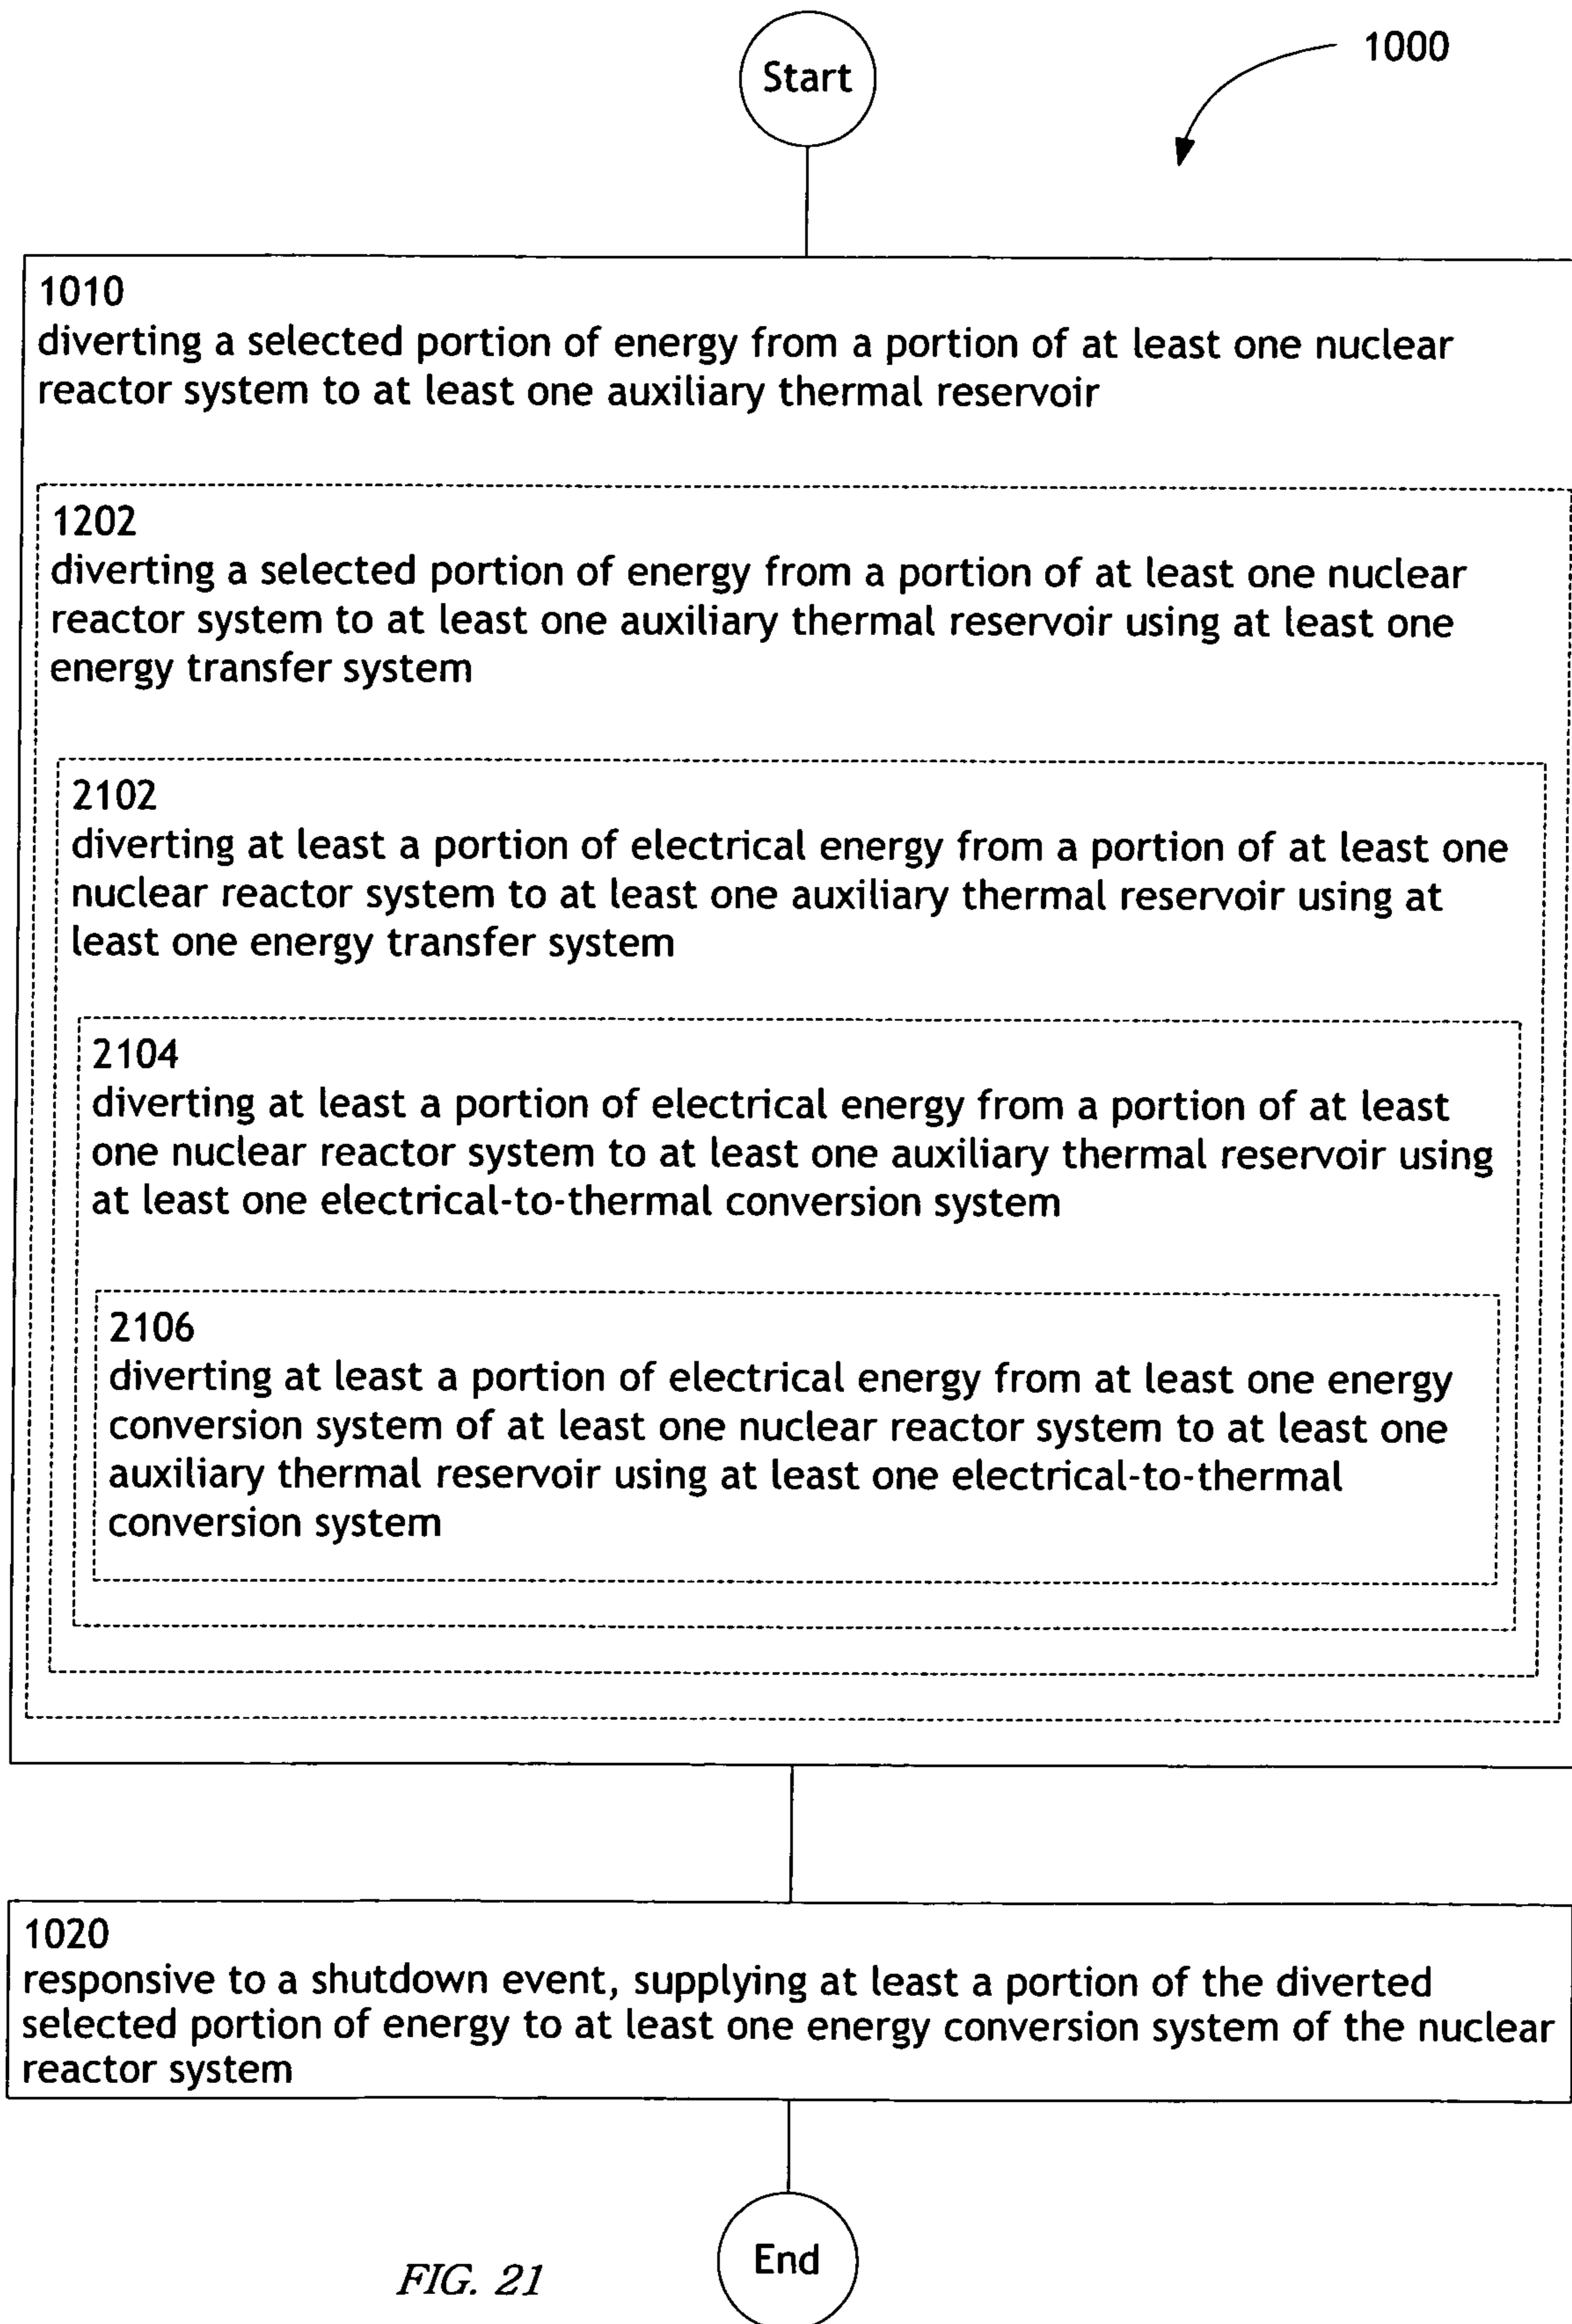 Start
1000
1010
diverting a selected portion of energy from a portion of at least one nuclear
reactor system to at least one auxiliary thermal reservoir
1202
diverting a selected portion of energy from a portion of at least one nuclear
reactor system to at least one auxiliary thermal reservoir using at least one
energy transfer system
2102
diverting at least a portion of electrical energy from a portion of at least one
nuclear reactor system to at least one auxiliary thermal reservoir using at
least one energy transfer system
2104
diverting at least a portion of electrical energy from a portion of at least
one nuclear reactor system to at least one auxiliary thermal reservoir using
at least one electrical-to-thermal conversion system
2106
diverting at least a portion of electrical energy from at least one energy
conversion system of at least one nuclear reactor system to at least one
auxiliary thermal reservoir using at least one electrical-to-thermal
conversion system
1020
responsive to a shutdown event, supplying at least a portion of the diverted
selected portion of energy to at least one energy conversion system of the nuclear
reactor system
End
FIG. 21